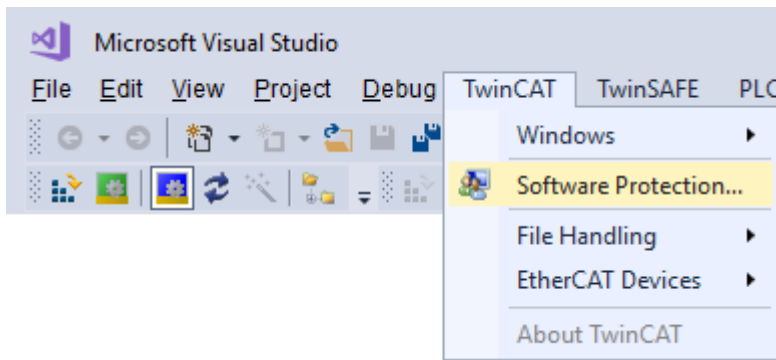 Microsoft Visual Studio
File Edit View Project Debug TwinCAT TwinSAFE PLC
Windows
Software Protection...
File Handling
EtherCAT Devices
About TwinCAT